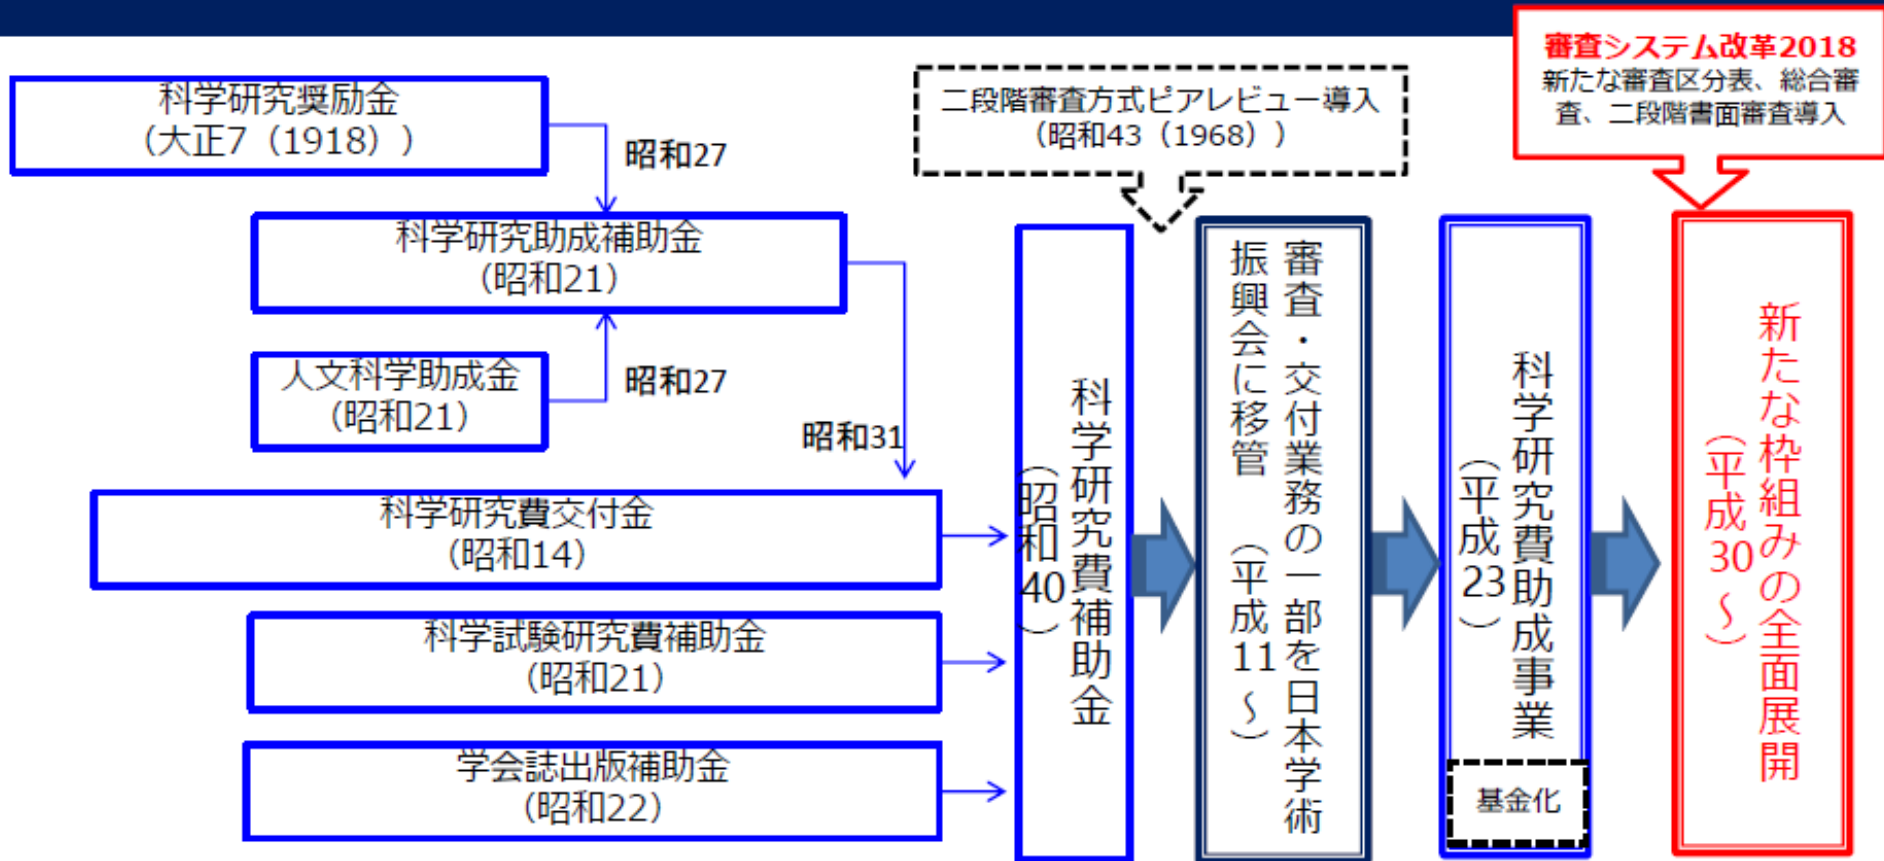 審査システム改革2018
新たな審査区分表、総合審
査、二段階書面審査導入
二段階審査方式ピアレビュー導入
（昭和43（1968））
科学研究奨励金
（大正7（1918））
昭和27
科学研究助成補助金
（昭和21）
人文科学助成金
（昭和21）
昭和27
昭和31
科学研究費交付金
（昭和14）
科学試験研究費補助金
（昭和21）
学会誌出版補助金
（昭和22）
科学研究費補助金
（昭和40）
審査・交付業務の一部を日本学術
振興会に移管　（平成11～）
科学研究費助成事業
（平成23）
基金化
新たな枠組みの全面展開
（平成30～）